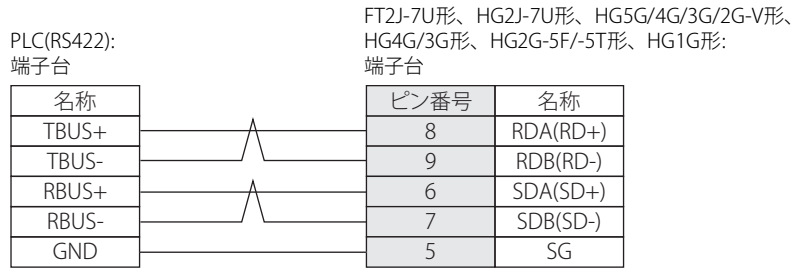 FT2J-7U形、HG2J-7U形、HG5G/4G/3G/2G-V形、
PLC(RS422): HG4G/3G形、HG2G-5F/-5T形、HG1G形:
端子台 端子台
名称 ピン番号 名称
TBUS+ 8 RDA(RD+)
TBUS- 9 RDB(RD-)
RBUS+ 6 SDA(SD+)
RBUS- 7 SDB(SD-)
GND 5 SG